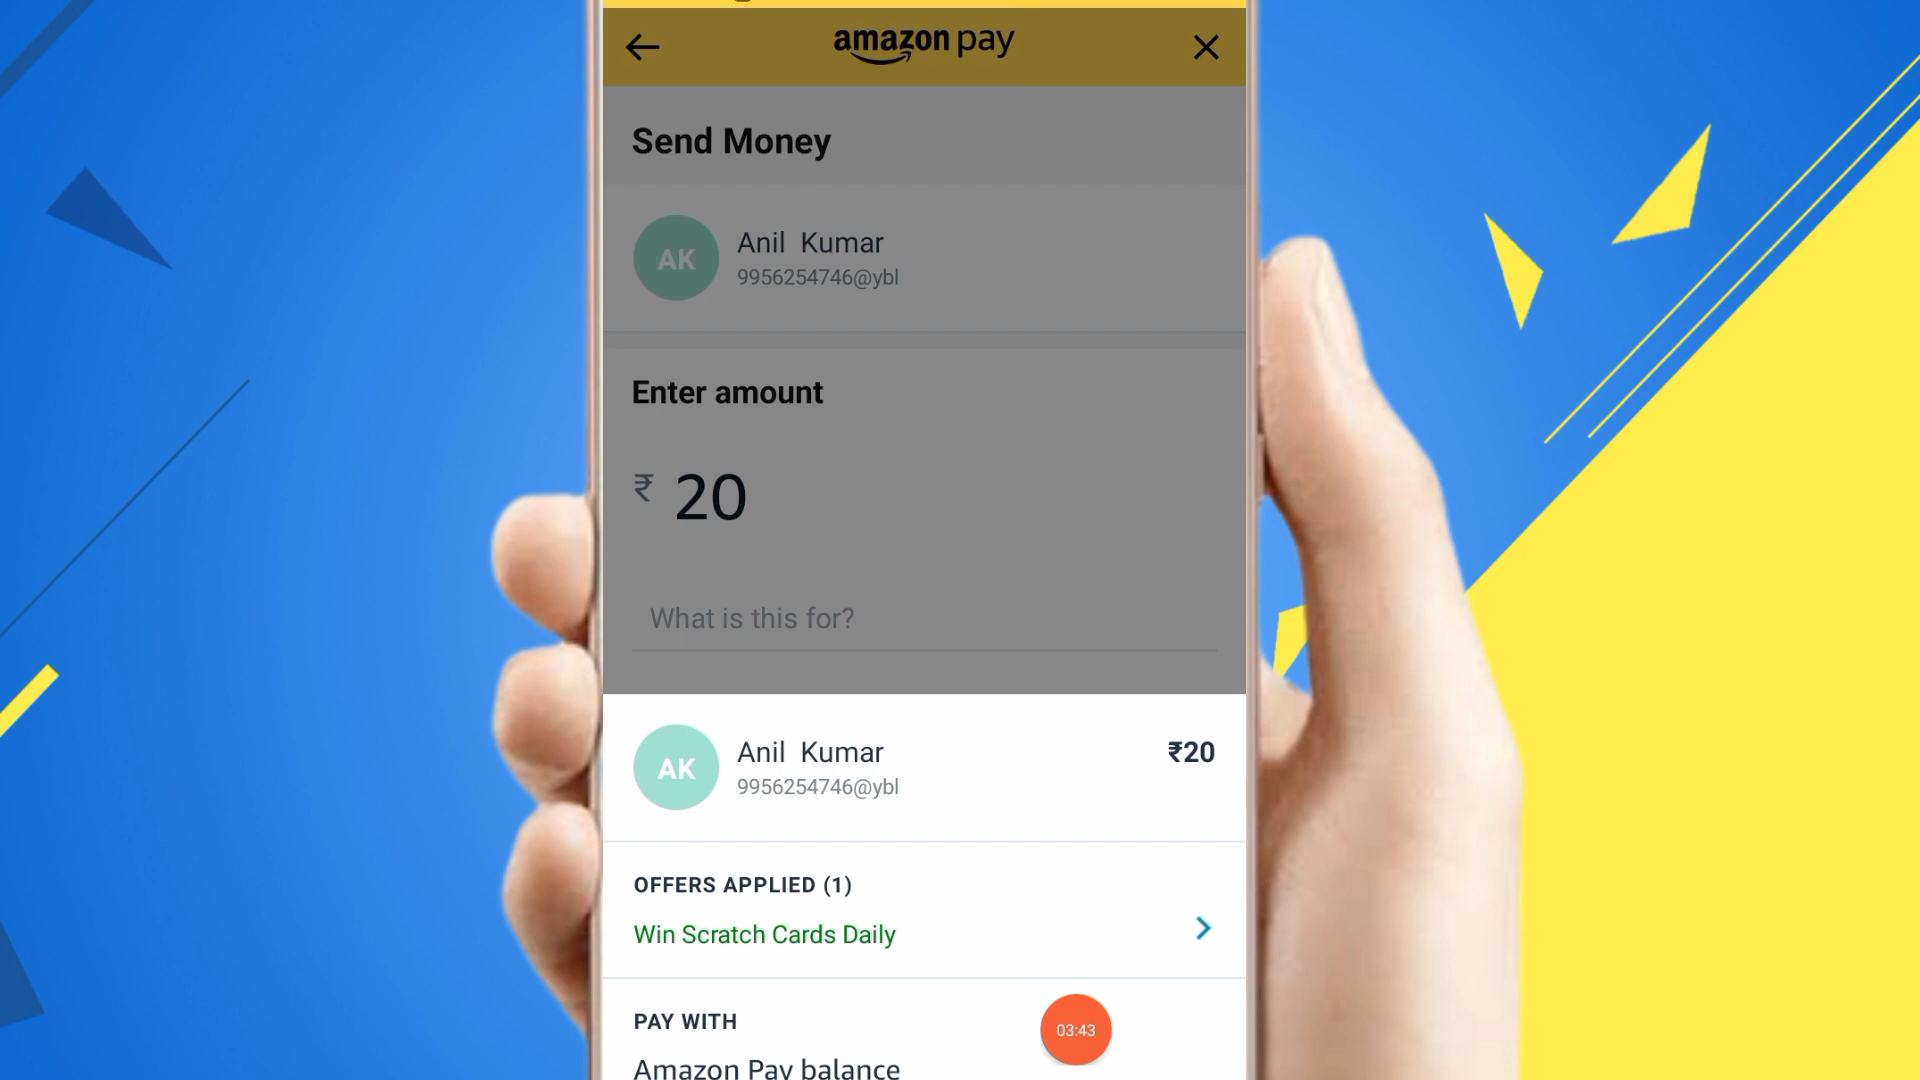 amazon pay
Send Money
AK
Anil Kumar
9956254746@ybl
Enter amount
₹ 20
What is this for?
AK
Anil Kumar
₹20
9956254746@ybl
OFFERS APPLIED (1)
Win Scratch Cards Daily
PAY WITH
03:43
Amazon Pay balance